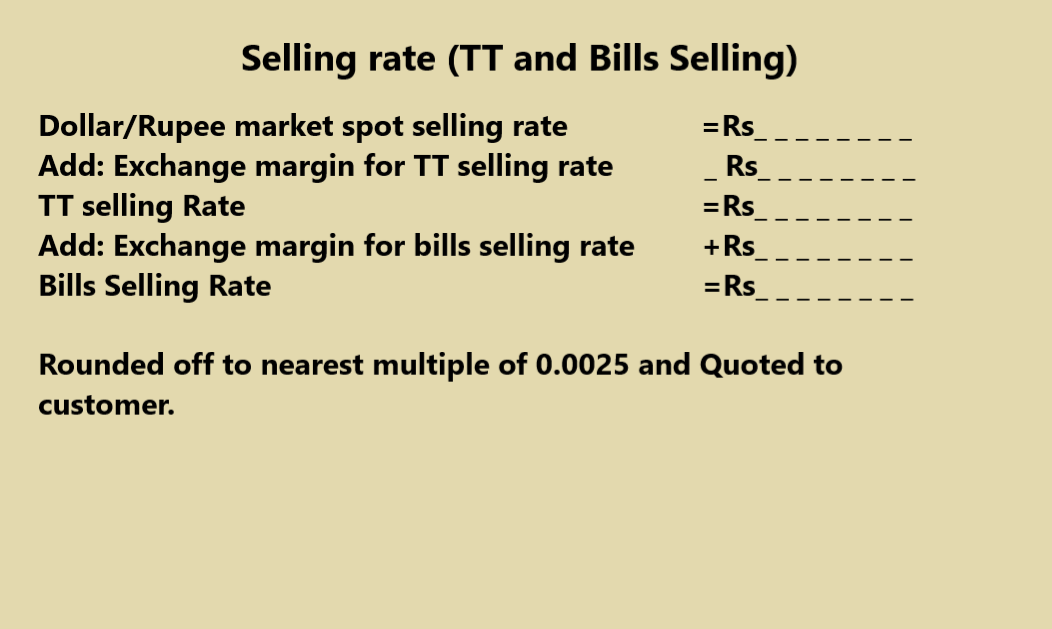 Selling rate (TT and Bills Selling)
Dollar/Rupee market spot selling rate =Rs_ _ _ _ _ _ _ _
Add: Exchange margin for TT selling rate _ Rs_ _ _ _ _ _ _ _
TT selling Rate =Rs_ _ _ _ _ _ _ _
Add: Exchange margin for bills selling rate +Rs_ _ _ _ _ _ _ _
Bills Selling Rate =Rs_ _ _ _ _ _ _ _
Rounded off to nearest multiple of 0.0025 and Quoted to
customer.